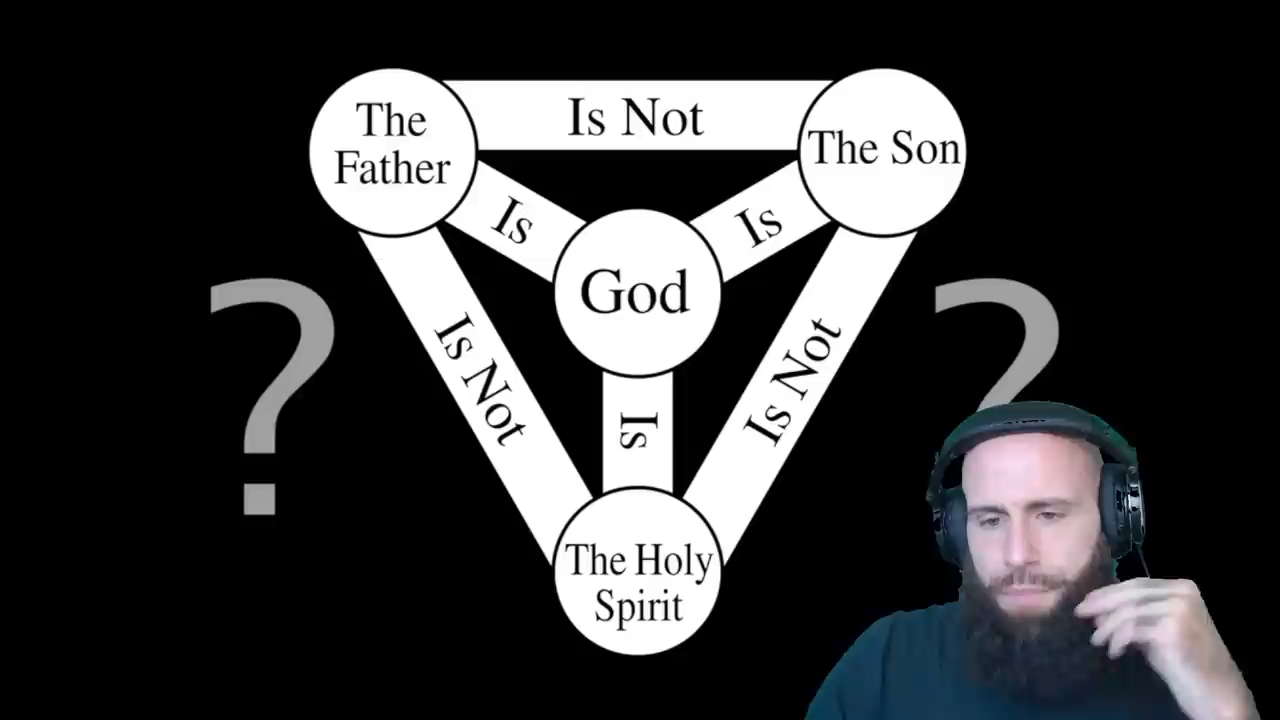 The
Father
Is Not
The Son
Is
Is
God
Is Not
Is
Is Not
The Holy
Spirit
?
?